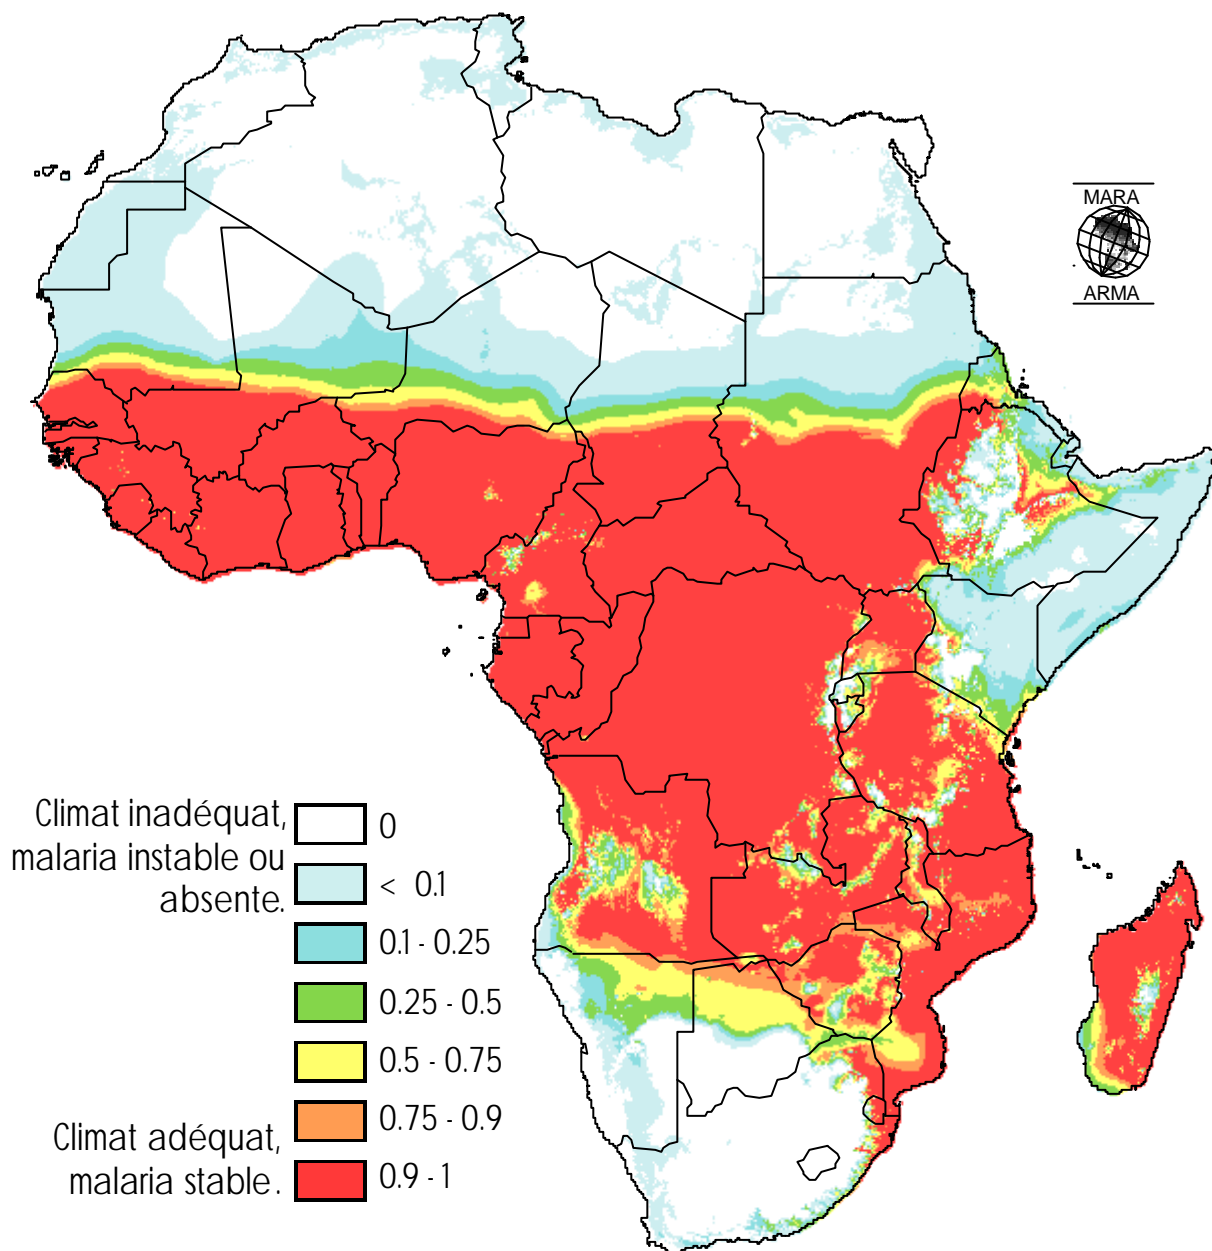 MARA
ARMA
Climat inadéquat,
malaria instable ou
absente.
0
< 0.1
0.1 - 0.25
0.25 - 0.5
0.5 - 0.75
0.75 - 0.9
Climat adéquat,
malaria stable.
0.9 - 1